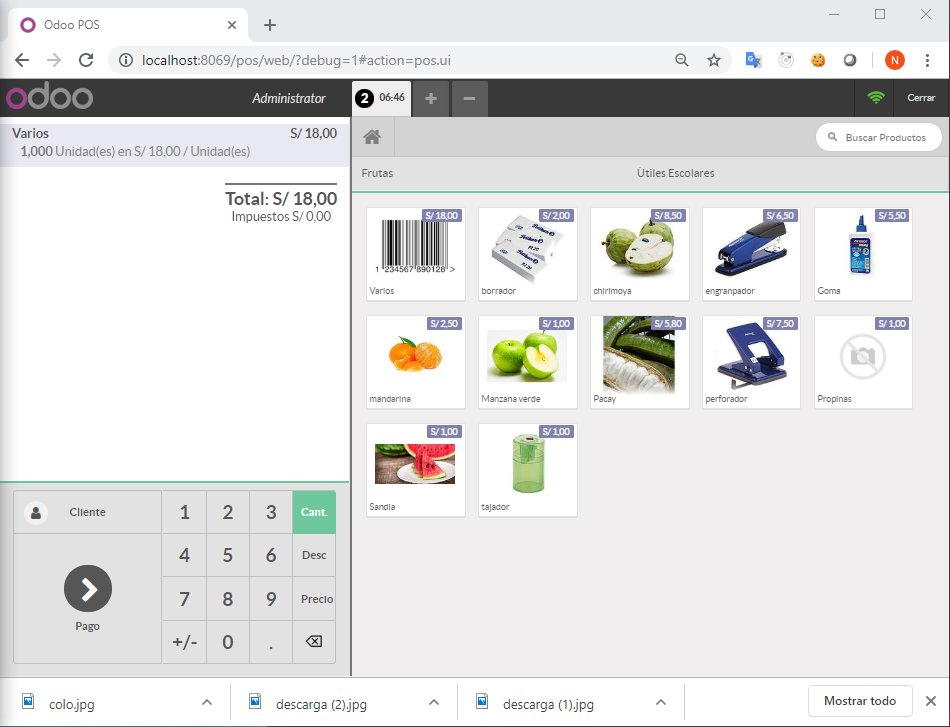 Odoo POS
localhost:8069/pos/web/?debug=1#action=pos.ui
N
odoo
Administrator
2 06:46
Cerrar
Varios S/ 18,00
1,000 Unidad(es) en S/ 18,00 / Unidad(es)
Total: S/ 18,00
Impuestos S/ 0,00
Buscar Productos
Frutas Ùtiles Escolares
S/ 18,00
1 234567 890128 >
Varios
S/ 2,00
borrador
S/ 8,50
chirimoya
S/ 6,50
engranpador
S/ 5,50
Goma
S/ 2,50
mandarina
S/ 1,00
Manzana verde
S/ 5,80
Pacay
S/ 7,50
perforador
S/ 1,00
Propinas
S/ 1,00
Sandia
S/ 1,00
tajador
Cliente
1 2 3 Cant.
4 5 6 Desc
7 8 9 Precio
+/- 0 .
Pago
colo.jpg
descarga (2).jpg
descarga (1).jpg
Mostrar todo